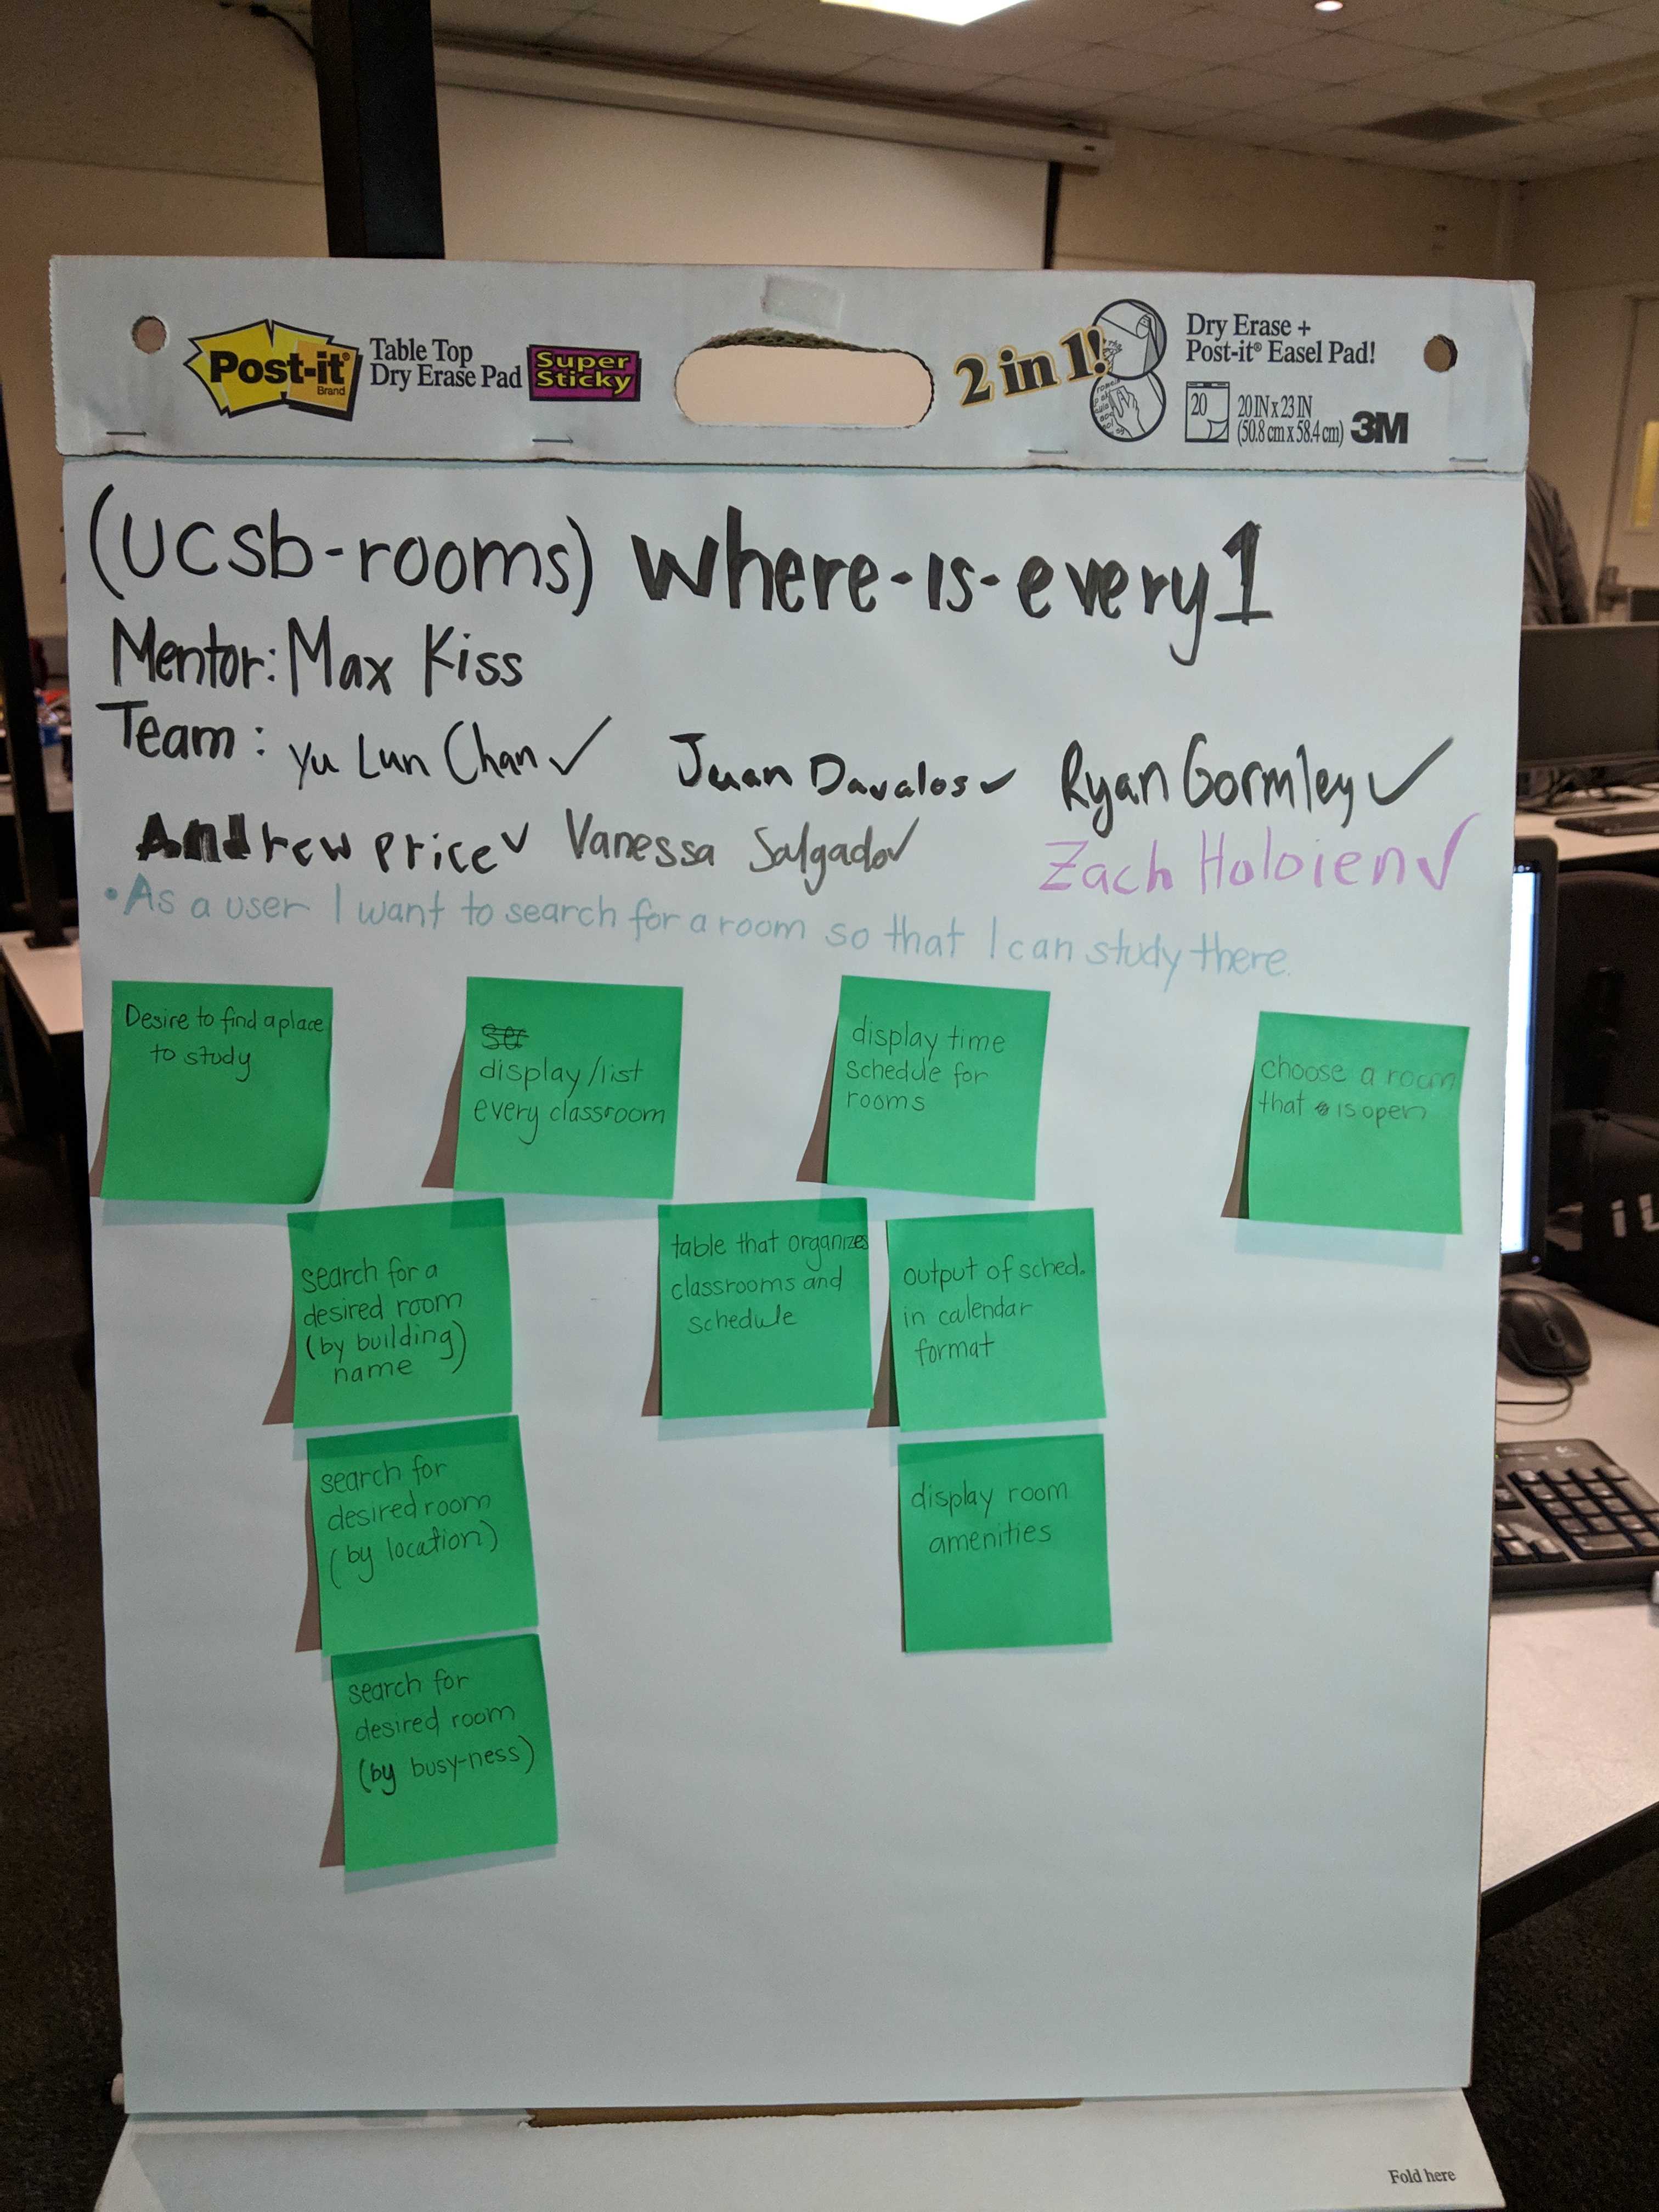 Post-it®
Brand
Table Top
Dry Erase Pad
Super
Sticky
2 in 1!
Dry Erase +
Post-it® Easel Pad!
20
20 IN x 23 IN
(50.8 cm x 58.4 cm)
3M
(ucsb-rooms) where-is-every1
Mentor: Max Kiss
Team: Yu Lun Chan✓ Juan Davalos✓ Ryan Gormley✓
Andrew Price✓ Vanessa Salgado✓ Zach Holoien✓
• As a user I want to search for a room so that I can study there.
Desire to find a place
to study
display/list
every classroom
display time
schedule for
rooms
choose a room
that is open
search for a
desired room
(by building)
name
table that organizes
classrooms and
schedule
output of sched.
in calendar
format
search for
desired room
(by location)
display room
amenities
search for
desired room
(by busy-ness)
Fold here